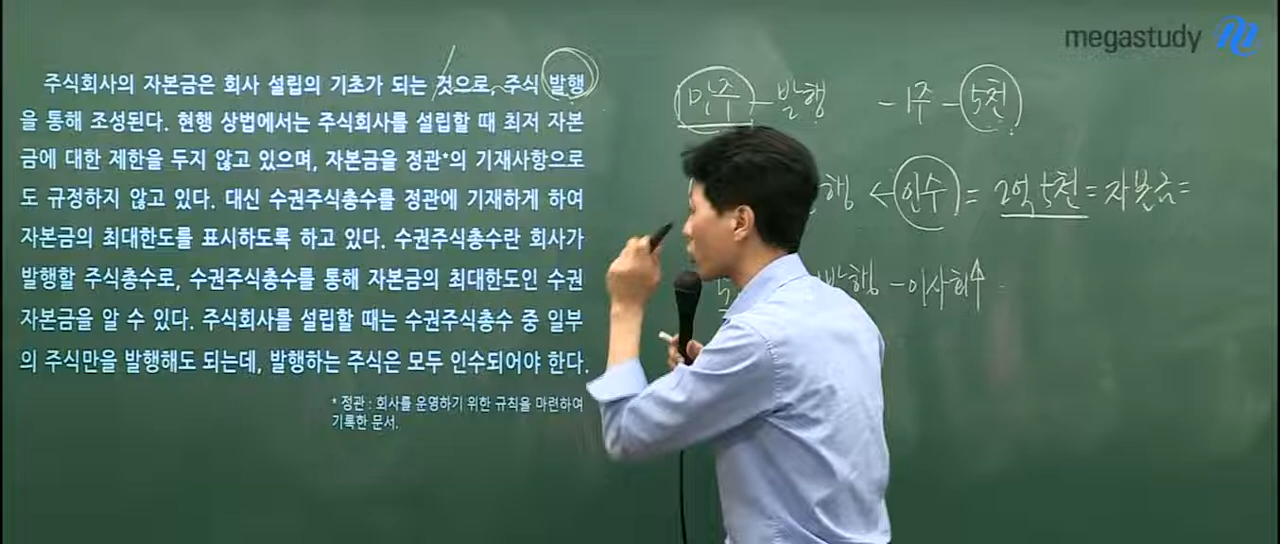 megastudy
주식회사의 자본금은 회사 설립의 기초가 되는 것으로, 주식 발행
을 통해 조성된다. 현행 상법에서는 주식회사를 설립할 때 최저 자본
금에 대한 제한을 두지 않고 있으며, 자본금을 정관*의 기재사항으로
도 규정하지 않고 있다. 대신 수권주식총수를 정관에 기재하게 하여
자본금의 최대한도를 표시하도록 하고 있다. 수권주식총수란 회사가
발행할 주식총수로, 수권주식총수를 통해 자본금의 최대한도인 수권
자본금을 알 수 있다. 주식회사를 설립할 때는 수권주식총수 중 일부
의 주식만을 발행해도 되는데, 발행하는 주식은 모두 인수되어야 한다.
* 정관 : 회사를 운영하기 위한 규칙을 마련하여
기록한 문서.
만주 - 발행 - 1주 - 5천
행 ← 인수 = 2억 5천 = 자본금 =
발행 - 이사회↑